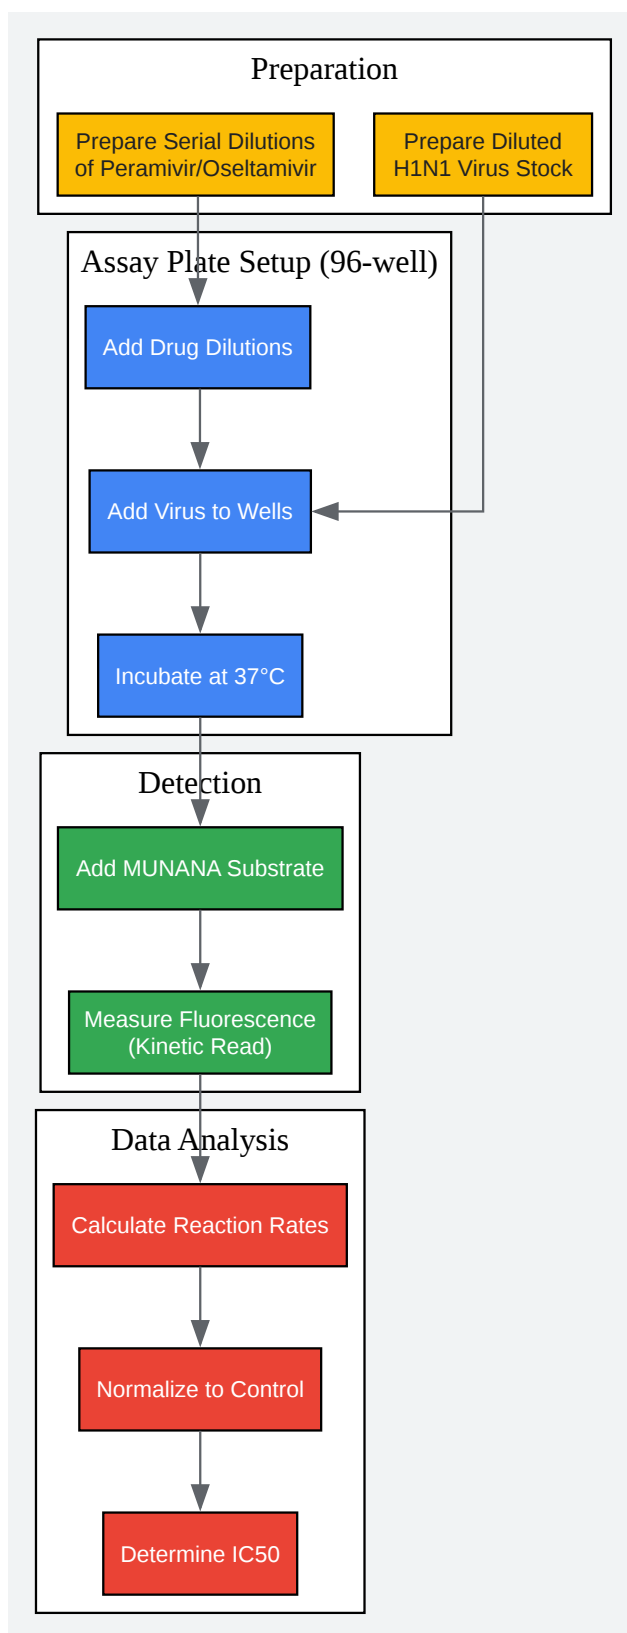 Preparation
Prepare Serial Dilutions
of Peramivir/Oseltamivir
Prepare Diluted
H1N1 Virus Stock
Assay Plate Setup (96-well)
Add Drug Dilutions
Add Virus to Wells
Incubate at 37°C
Detection
Add MUNANA Substrate
Measure Fluorescence
(Kinetic Read)
Data Analysis
Calculate Reaction Rates
Normalize to Control
Determine IC50